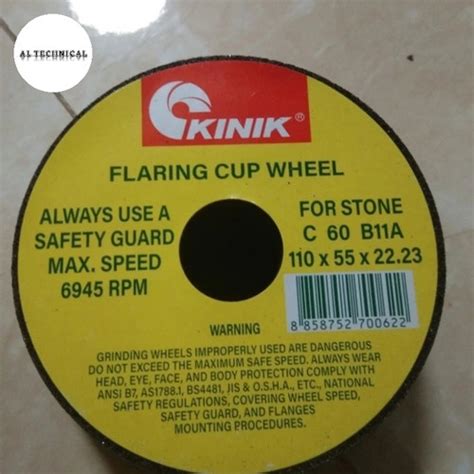 A1 TECHNICAL
A1 TECHNICAL
KINIK®
FLARING CUP WHEEL
ALWAYS USE A
SAFETY GUARD
MAX. SPEED
6945 RPM
FOR STONE
C 60 B11A
110 x 55 x 22.23
8 858752 700622
WARNING
GRINDING WHEELS IMPROPERLY USED ARE DANGEROUS
DO NOT EXCEED THE MAXIMUM SAFE SPEED. ALWAYS WEAR
HEAD, EYE, FACE, AND BODY PROTECTION COMPLY WITH
ANSI B7, AS1788.1, BS4481, JIS & O.S.H.A., ETC., NATIONAL
SAFETY REGULATIONS, COVERING WHEEL SPEED,
SAFETY GUARD, AND FLANGES
MOUNTING PROCEDURES.